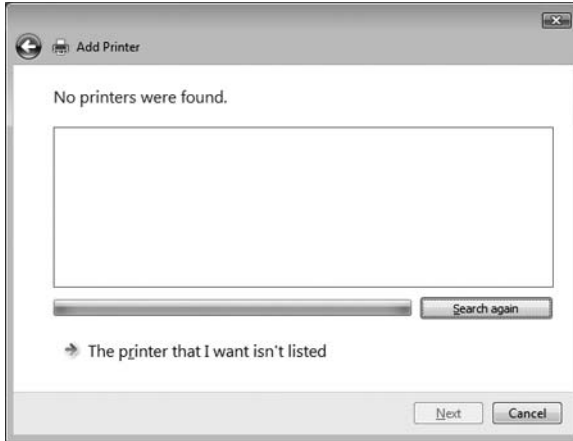 Add Printer
No printers were found.
Search again
The printer that I want isn't listed
Next
Cancel